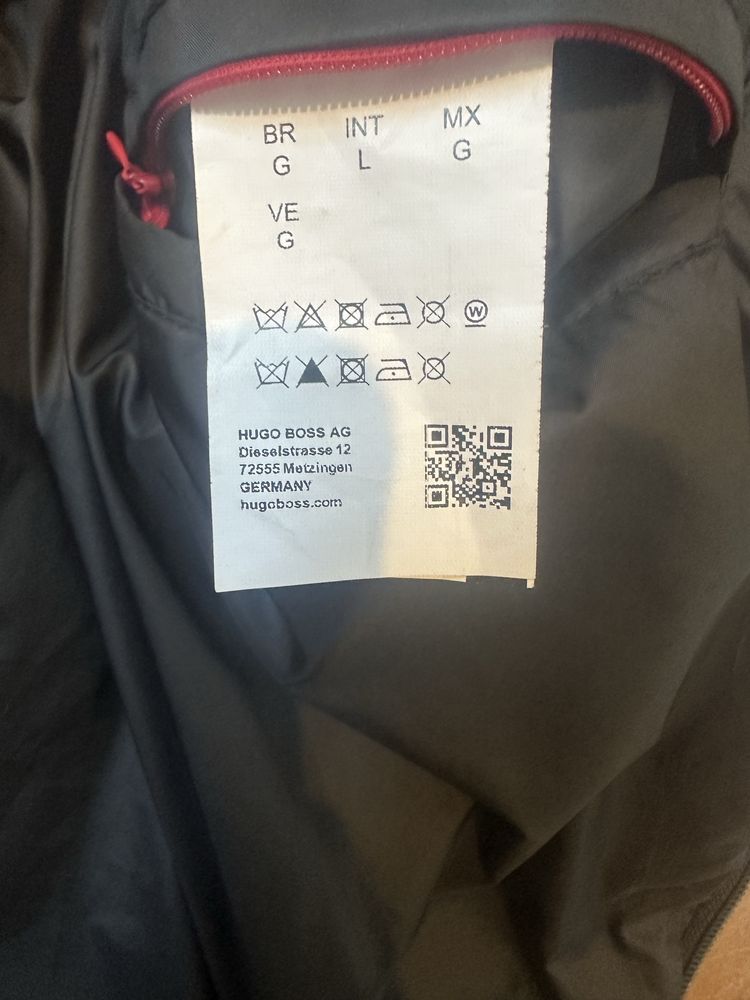 BR INT MX
G L G
VE
G
W
HUGO BOSS AG
Dieselstrasse 12
72555 Metzingen
GERMANY
hugoboss.com